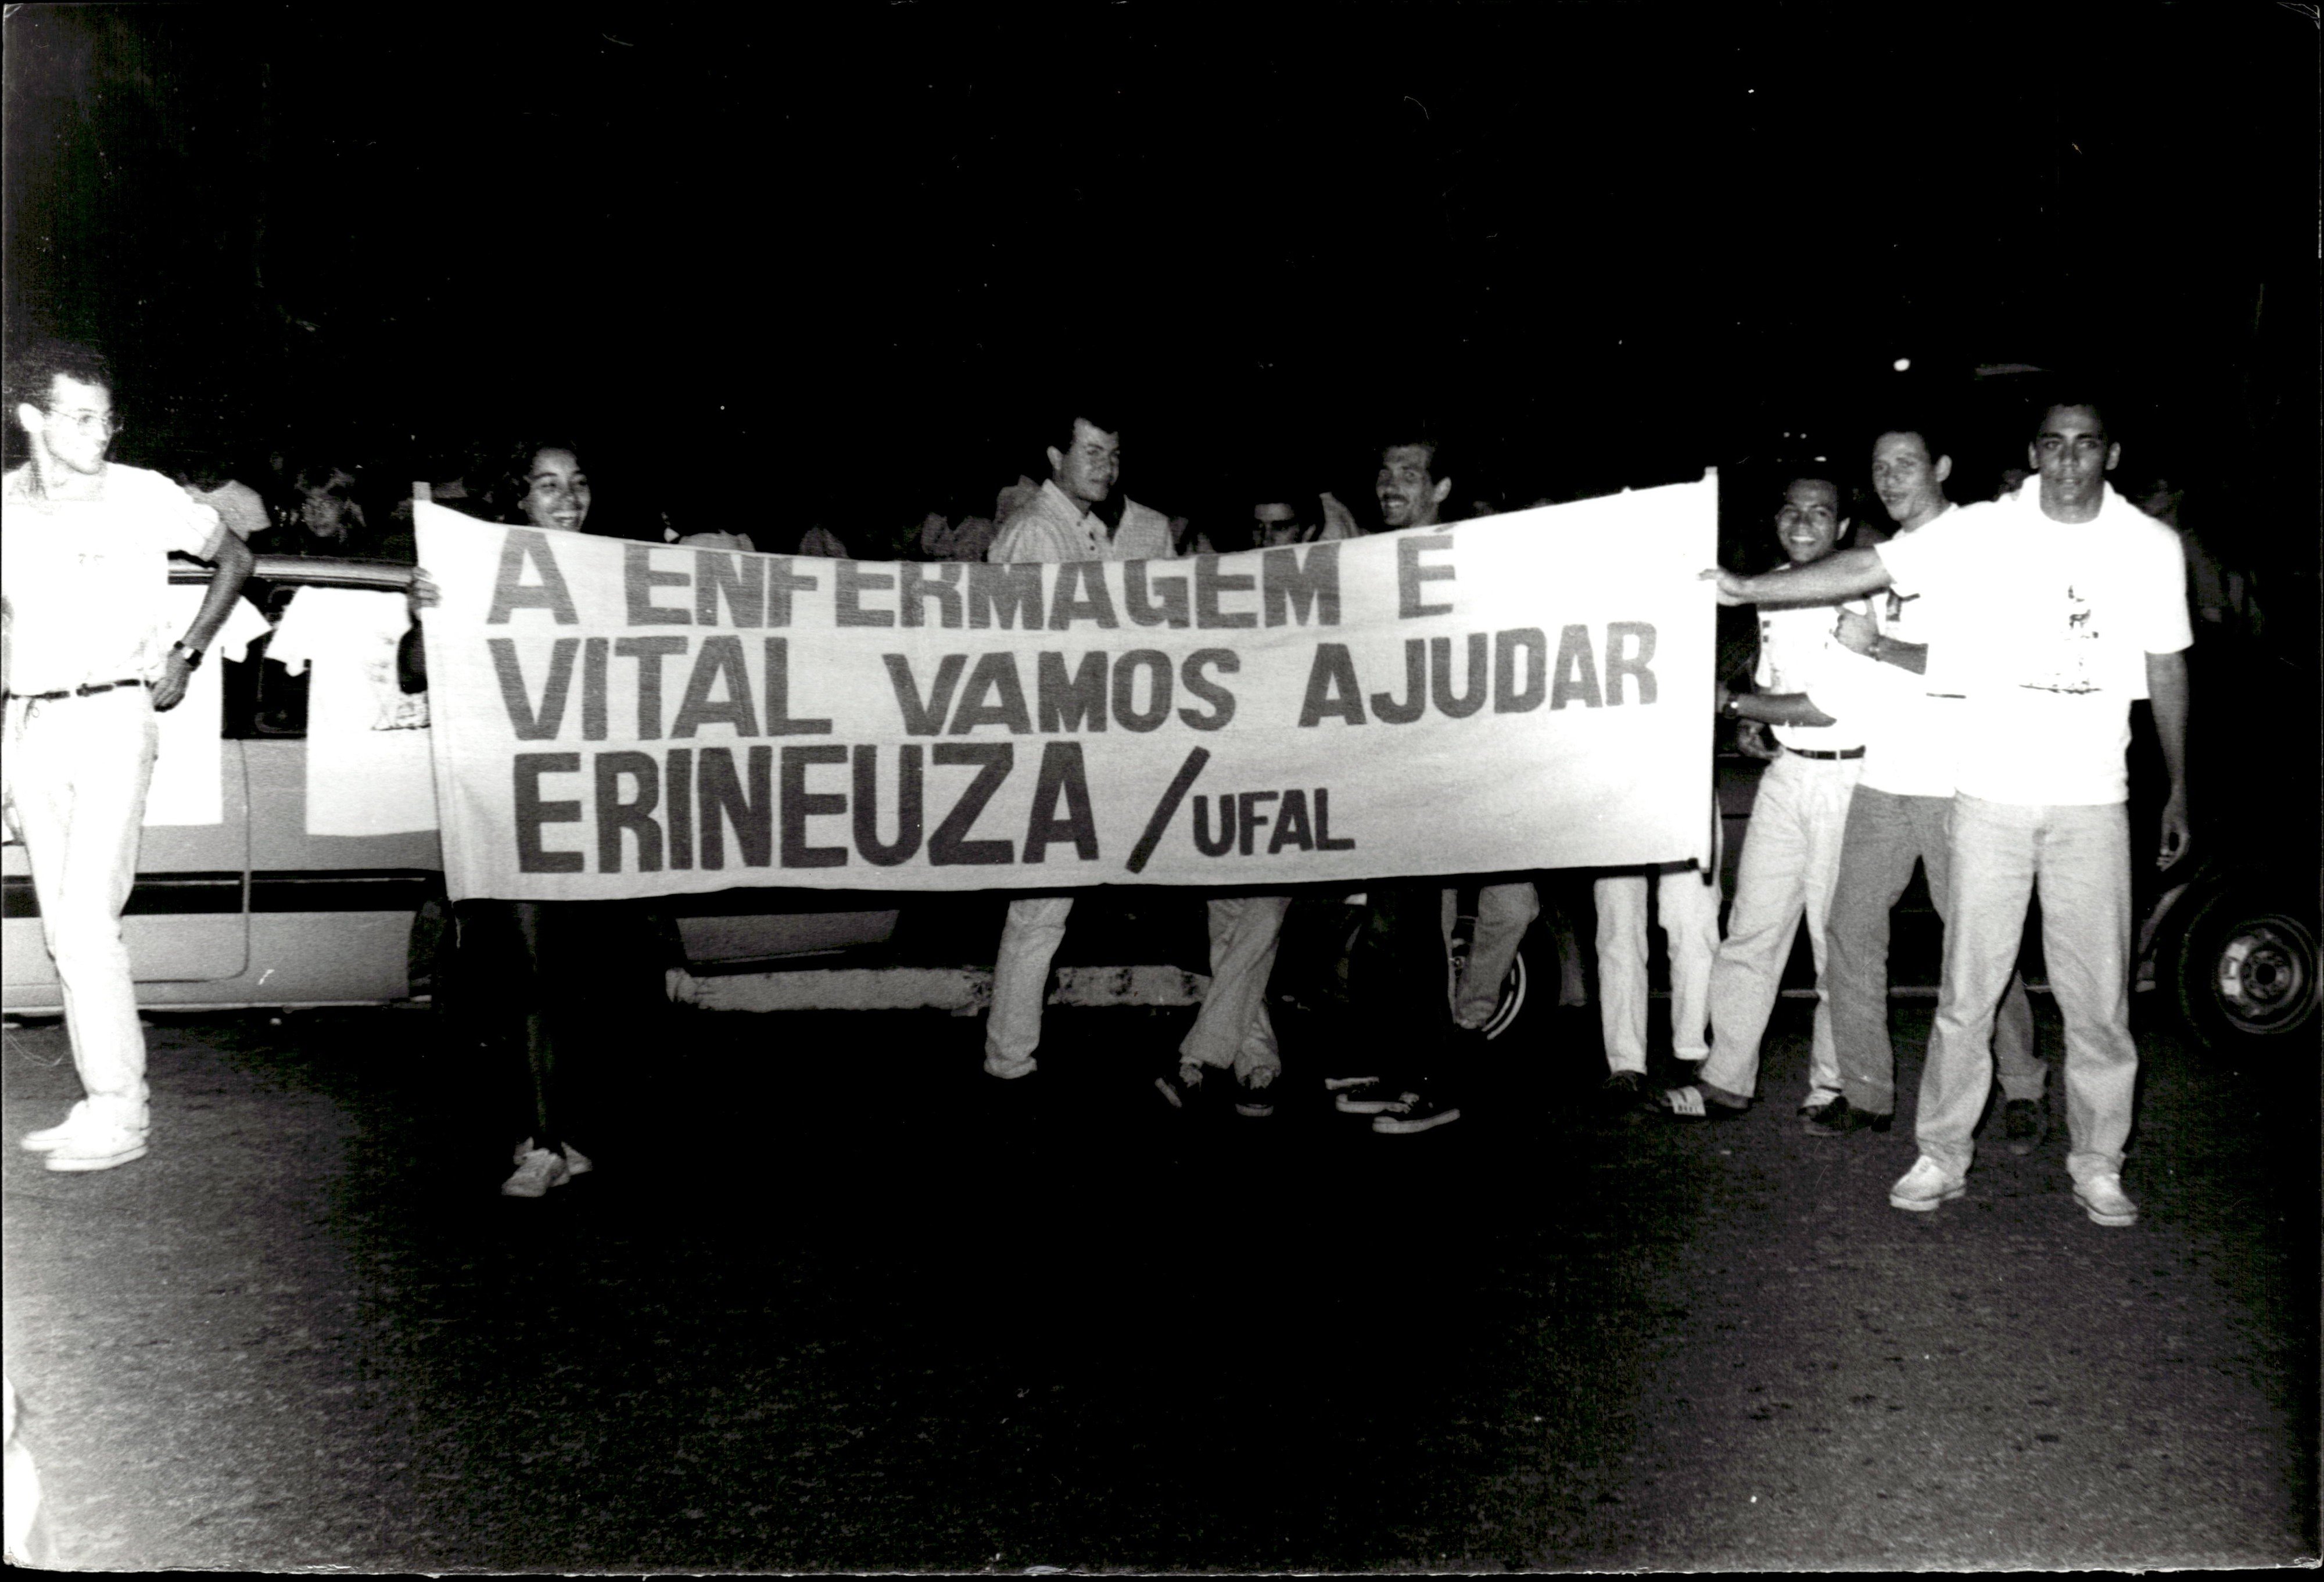 A ENFERMAGEM É
VITAL VAMOS AJUDAR
ERINEUZA / UFAL